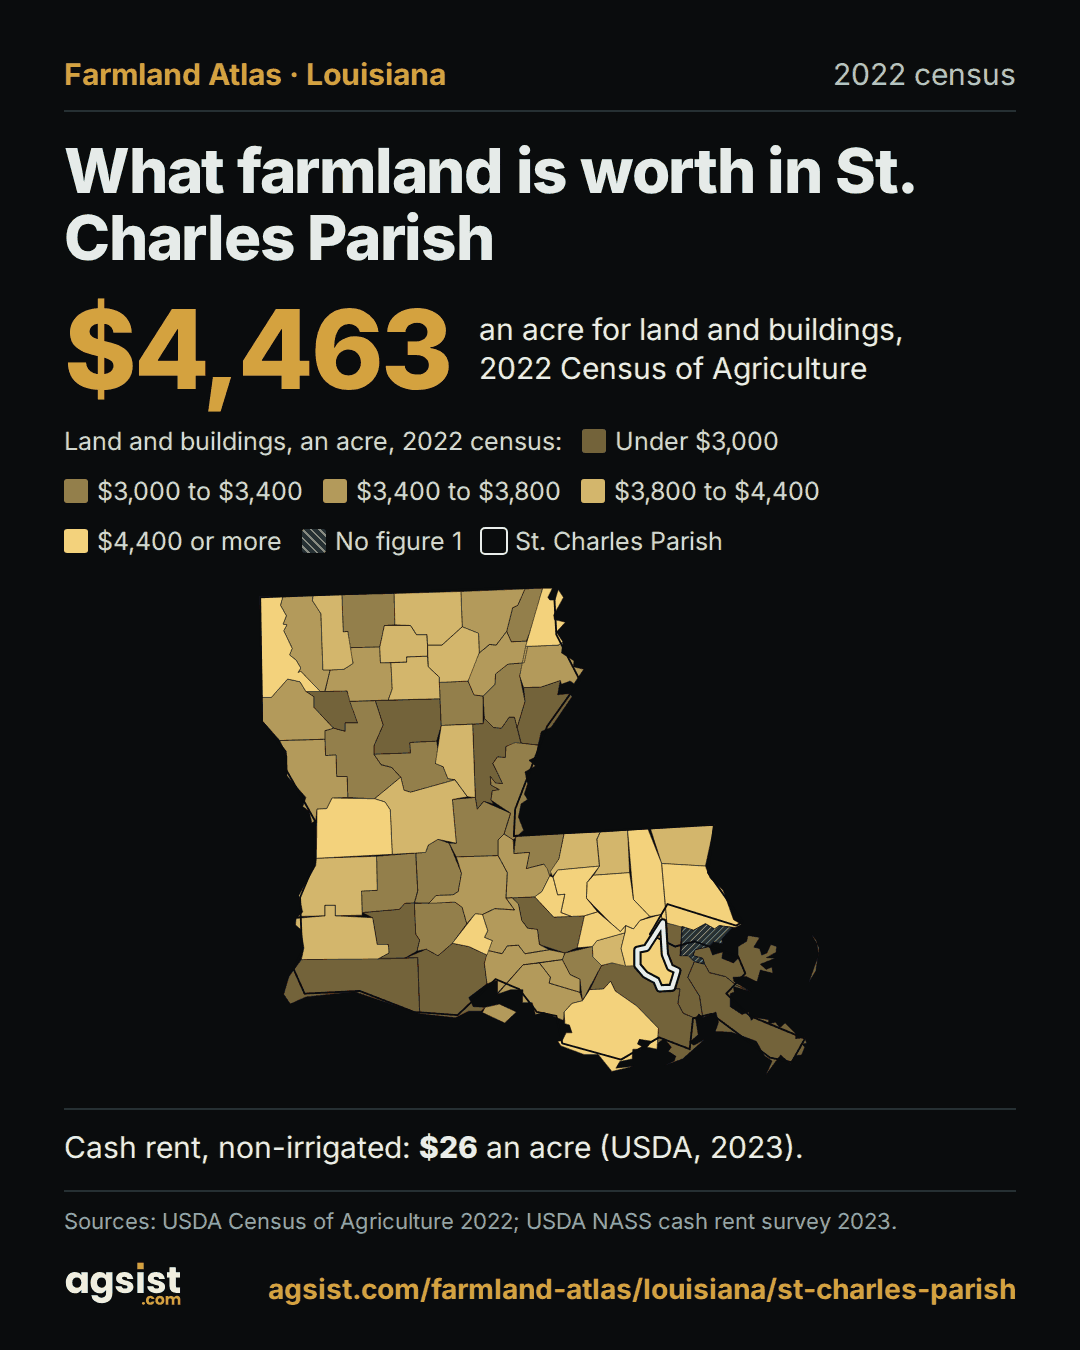 Farmland Atlas · Louisiana
2022 census
What farmland is worth in St.
Charles Parish
$4,463
an acre for land and buildings,
2022 Census of Agriculture
Land and buildings, an acre, 2022 census: Under $3,000
$3,000 to $3,400 $3,400 to $3,800 $3,800 to $4,400
$4,400 or more No figure 1 St. Charles Parish
Cash rent, non-irrigated: $26 an acre (USDA, 2023).
Sources: USDA Census of Agriculture 2022; USDA NASS cash rent survey 2023.
agsist
.com
agsist.com/farmland-atlas/louisiana/st-charles-parish